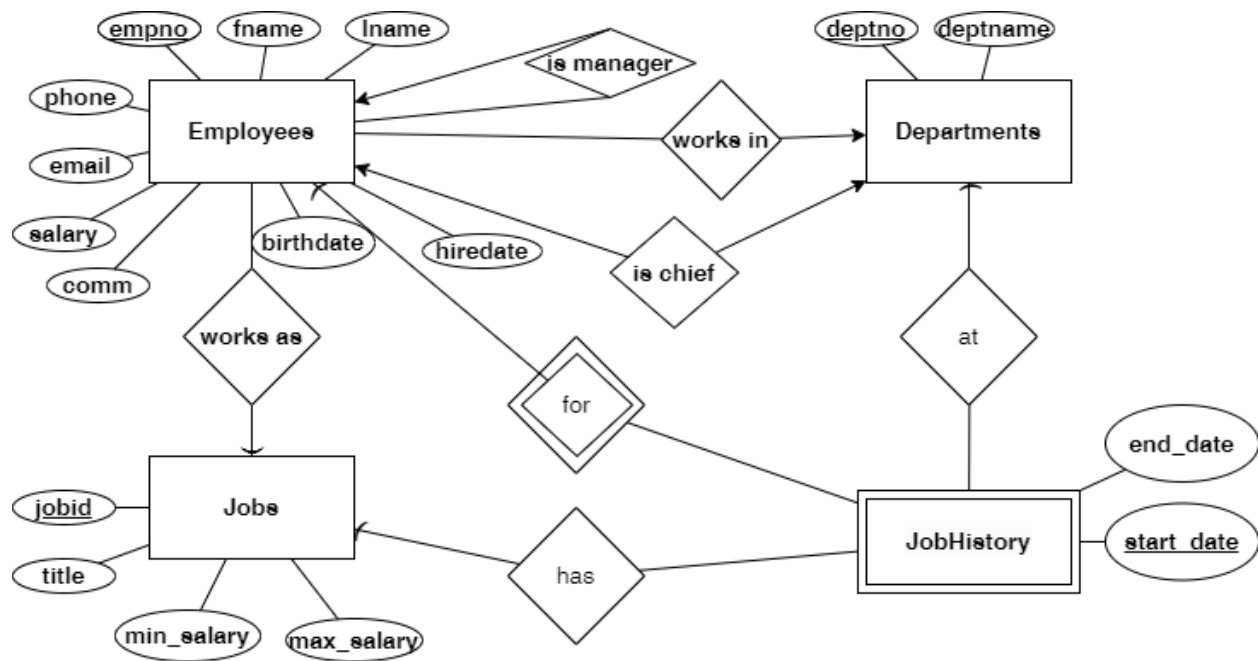 empno
fname
lname
deptno
deptname
is manager
phone
Employees
works in
Departments
email
salary
birthdate
hiredate
is chief
comm
works as
at
for
end_date
jobid
Jobs
JobHistory
start_date
title
has
min_salary
max_salary